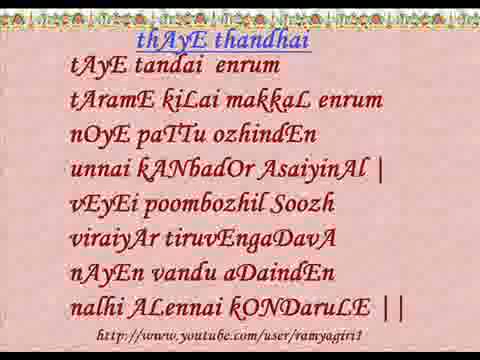 thAyE thandhai
tAyE tandai enrum
tAramE kiLai makkaL enrum
nOyE paTTu ozhindEn
unnai kANbadOr AsaiyinAl |
vEyEi poombozhil Soozh
viraiyAr tiruvEngaDavA
nAyEn vandu aDaindEn
nalhi ALennai kONDaruLE ||
http://www.youtube.com/user/ramyagiri1